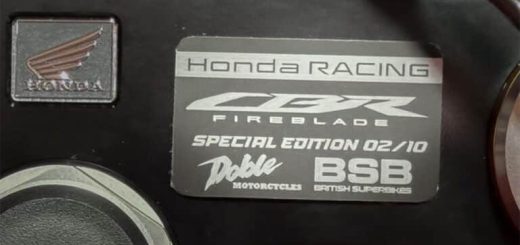 HONDA
Honda RACING
CBR
FIREBLADE
SPECIAL EDITION 02/10
Doble
MOTORCYCLES
BSB
BRITISH SUPERBIKES